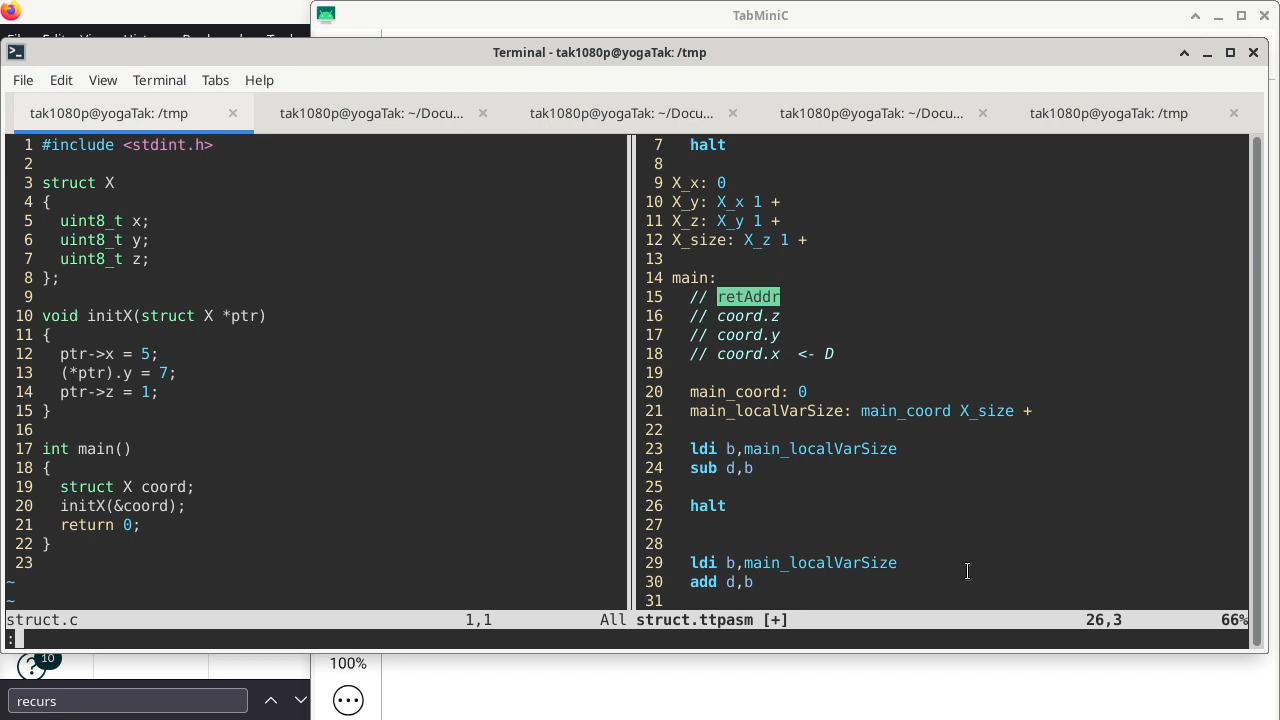 TabMiniC
Terminal - tak1080p@yogaTak: /tmp
File Edit View Terminal Tabs Help
tak1080p@yogaTak: /tmp
tak1080p@yogaTak: ~/Docu...
tak1080p@yogaTak: ~/Docu...
tak1080p@yogaTak: ~/Docu...
tak1080p@yogaTak: /tmp
1 #include <stdint.h>
2
3 struct X
4 {
5   uint8_t x;
6   uint8_t y;
7   uint8_t z;
8 };
9
10 void initX(struct X *ptr)
11 {
12   ptr->x = 5;
13   (*ptr).y = 7;
14   ptr->z = 1;
15 }
16
17 int main()
18 {
19   struct X coord;
20   initX(&coord);
21   return 0;
22 }
23
~
~
struct.c 1,1 All
7   halt
8
9 X_x: 0
10 X_y: X_x 1 +
11 X_z: X_y 1 +
12 X_size: X_z 1 +
13
14 main:
15   // retAddr
16   // coord.z
17   // coord.y
18   // coord.x  <- D
19
20   main_coord: 0
21   main_localVarSize: main_coord X_size +
22
23   ldi b,main_localVarSize
24   sub d,b
25
26   halt
27
28
29   ldi b,main_localVarSize
30   add d,b
31
struct.ttpasm [+] 26,3 66%
:
10
100%
recurs